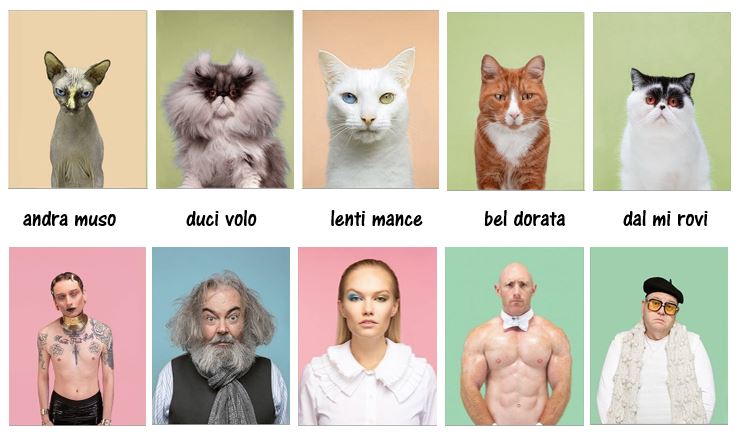 andra muso
duci volo
lenti mance
bel dorata
dal mi rovi